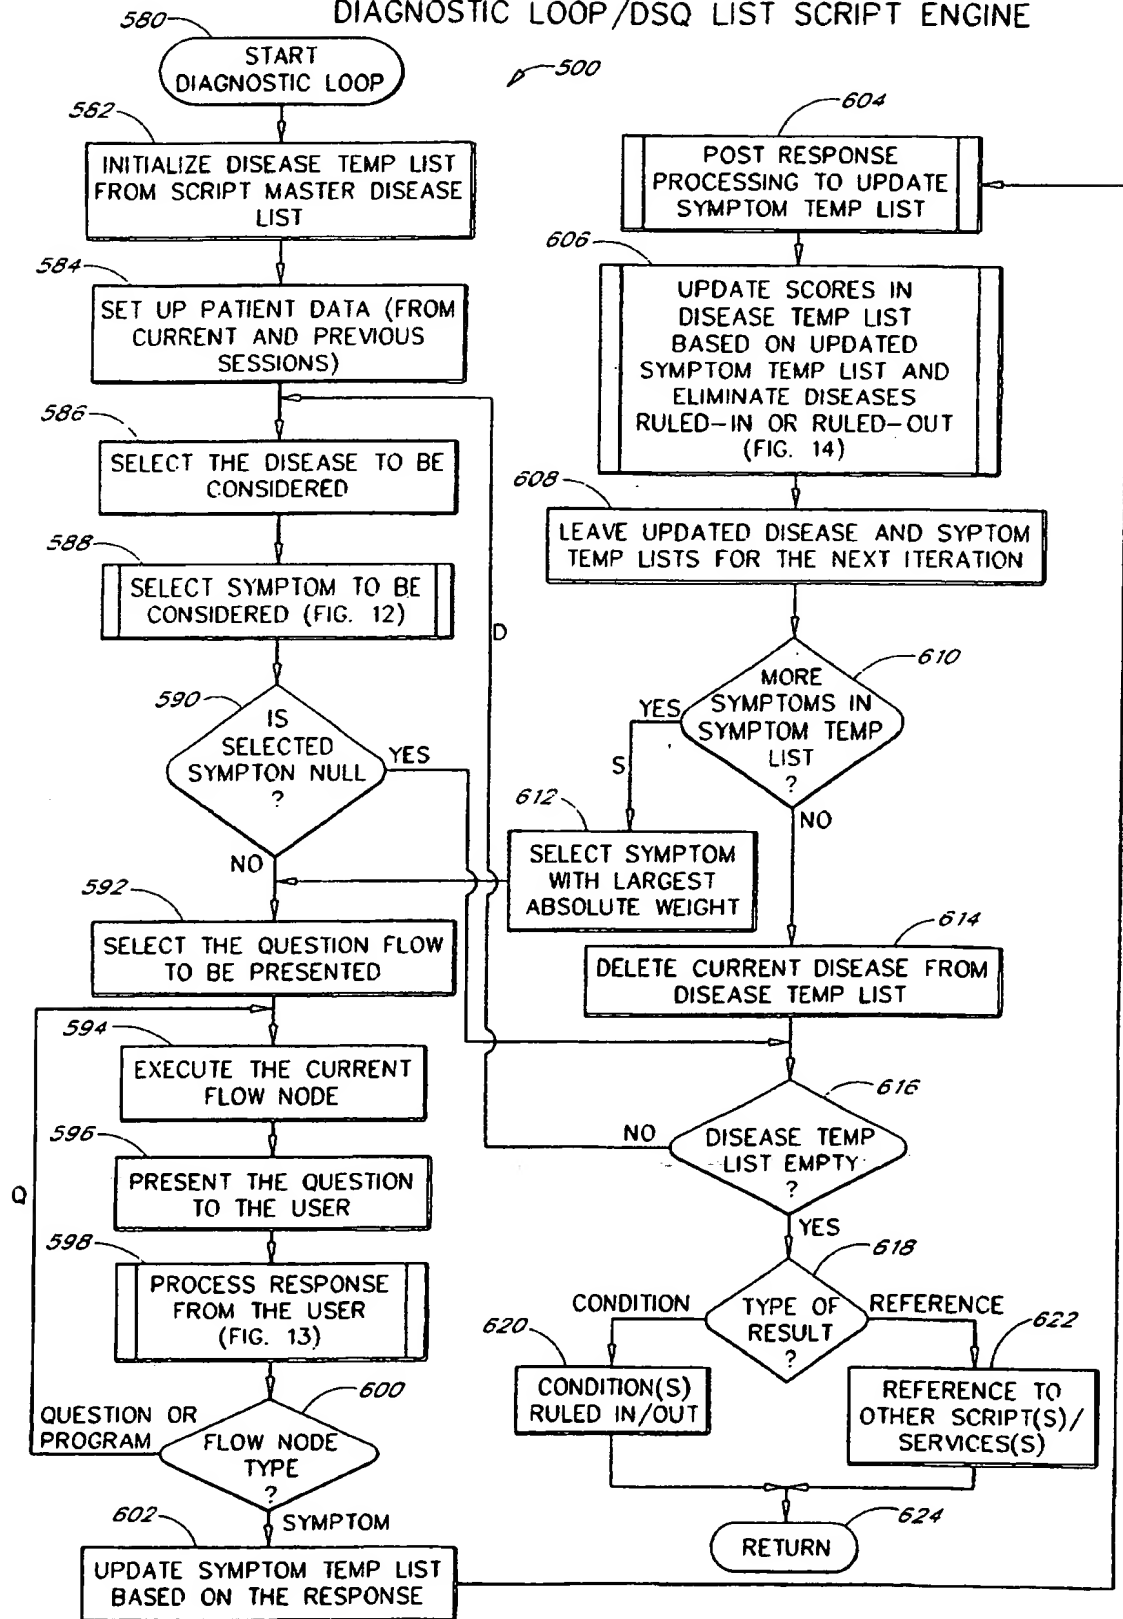 DIAGNOSTIC LOOP/DSQ LIST SCRIPT ENGINE
580
START
DIAGNOSTIC LOOP
500
582
INITIALIZE DISEASE TEMP LIST
FROM SCRIPT MASTER DISEASE
LIST
584
SET UP PATIENT DATA (FROM
CURRENT AND PREVIOUS
SESSIONS)
586
SELECT THE DISEASE TO BE
CONSIDERED
588
SELECT SYMPTOM TO BE
CONSIDERED (FIG. 12)
D
590
IS
SELECTED
SYMPTON NULL
?
YES
NO
592
SELECT THE QUESTION FLOW
TO BE PRESENTED
594
EXECUTE THE CURRENT
FLOW NODE
596
PRESENT THE QUESTION
TO THE USER
Q
598
PROCESS RESPONSE
FROM THE USER
(FIG. 13)
600
QUESTION OR
PROGRAM
FLOW NODE
TYPE
?
SYMPTOM
602
UPDATE SYMPTOM TEMP LIST
BASED ON THE RESPONSE
604
POST RESPONSE
PROCESSING TO UPDATE
SYMPTOM TEMP LIST
606
UPDATE SCORES IN
DISEASE TEMP LIST
BASED ON UPDATED
SYMPTOM TEMP LIST AND
ELIMINATE DISEASES
RULED-IN OR RULED-OUT
(FIG. 14)
608
LEAVE UPDATED DISEASE AND SYPTOM
TEMP LISTS FOR THE NEXT ITERATION
610
MORE
SYMPTOMS IN
SYMPTOM TEMP
LIST
?
YES
S
NO
612
SELECT SYMPTOM
WITH LARGEST
ABSOLUTE WEIGHT
614
DELETE CURRENT DISEASE FROM
DISEASE TEMP LIST
616
NO
DISEASE TEMP
LIST EMPTY
?
YES
618
CONDITION
TYPE OF
RESULT
?
REFERENCE
620
CONDITION(S)
RULED IN/OUT
622
REFERENCE TO
OTHER SCRIPT(S)/
SERVICES(S)
624
RETURN